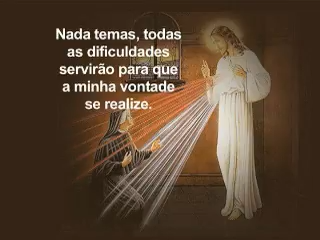 Nada temas, todas
as dificuldades
servirão para que
a minha vontade
se realize.